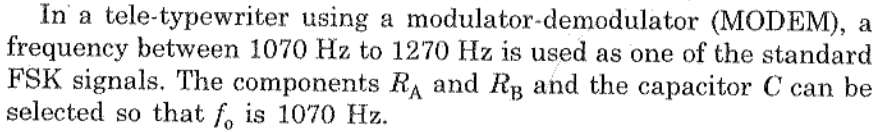 In a tele-typewriter using a modulator-demodulator (MODEM), a
frequency between 1070 Hz to 1270 Hz is used as one of the standard
FSK signals. The components R_A and R_B and the capacitor C can be
selected so that f_o is 1070 Hz.